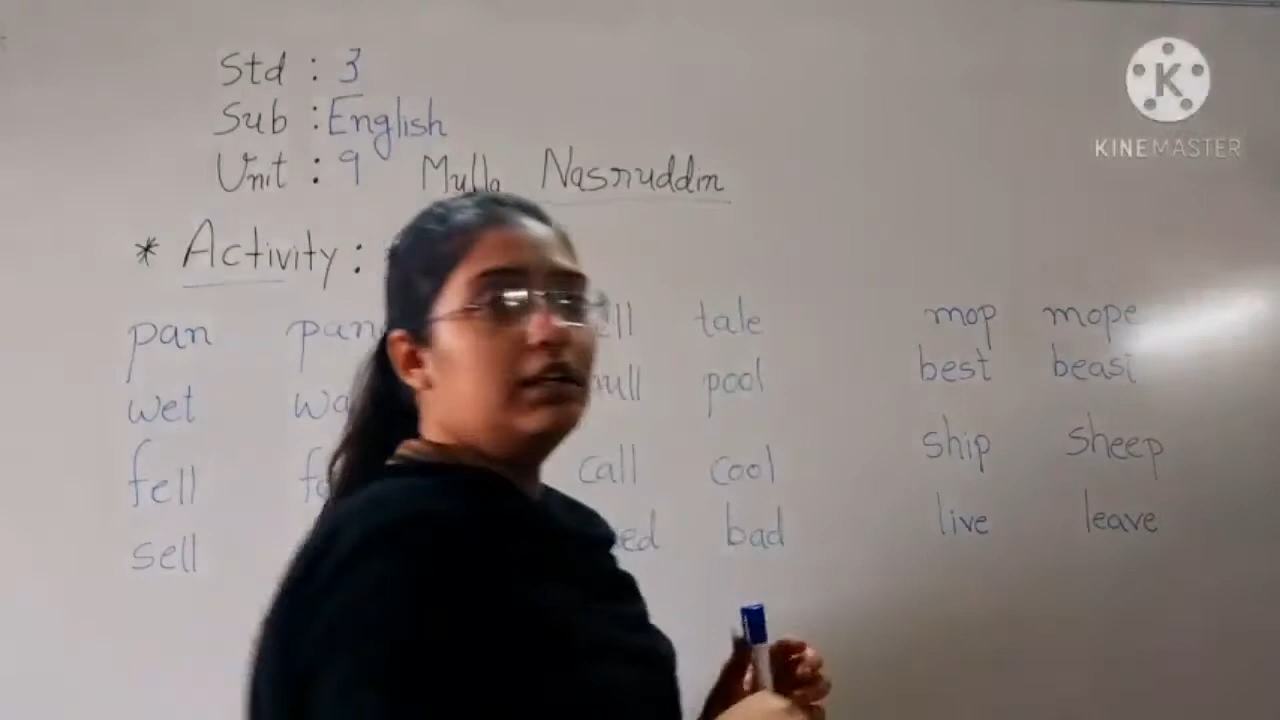 Std : 3
Sub : English
Unit : 9 Mulla Nasruddin
* Activity :
pan pan tale mop mope
wet pool best beast
fell call cool ship sheep
sell bad live leave
K
KINEMASTER